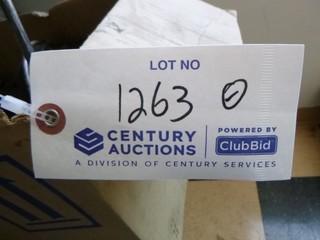 LOT NO
1263 0
CENTURY AUCTIONS
POWERED BY
ClubBid
A DIVISION OF CENTURY SERVICES